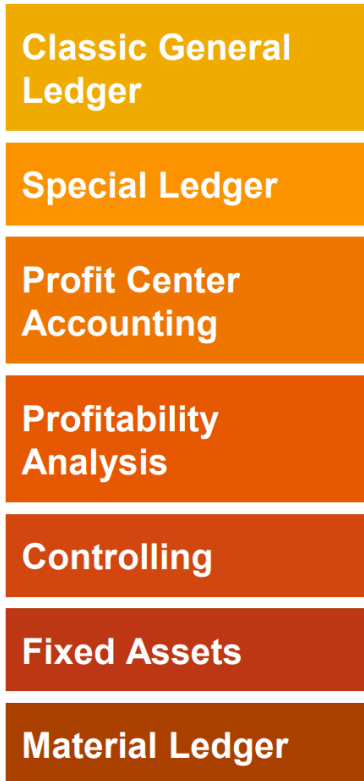 Classic General
Ledger
Special Ledger
Profit Center
Accounting
Profitability
Analysis
Controlling
Fixed Assets
Material Ledger